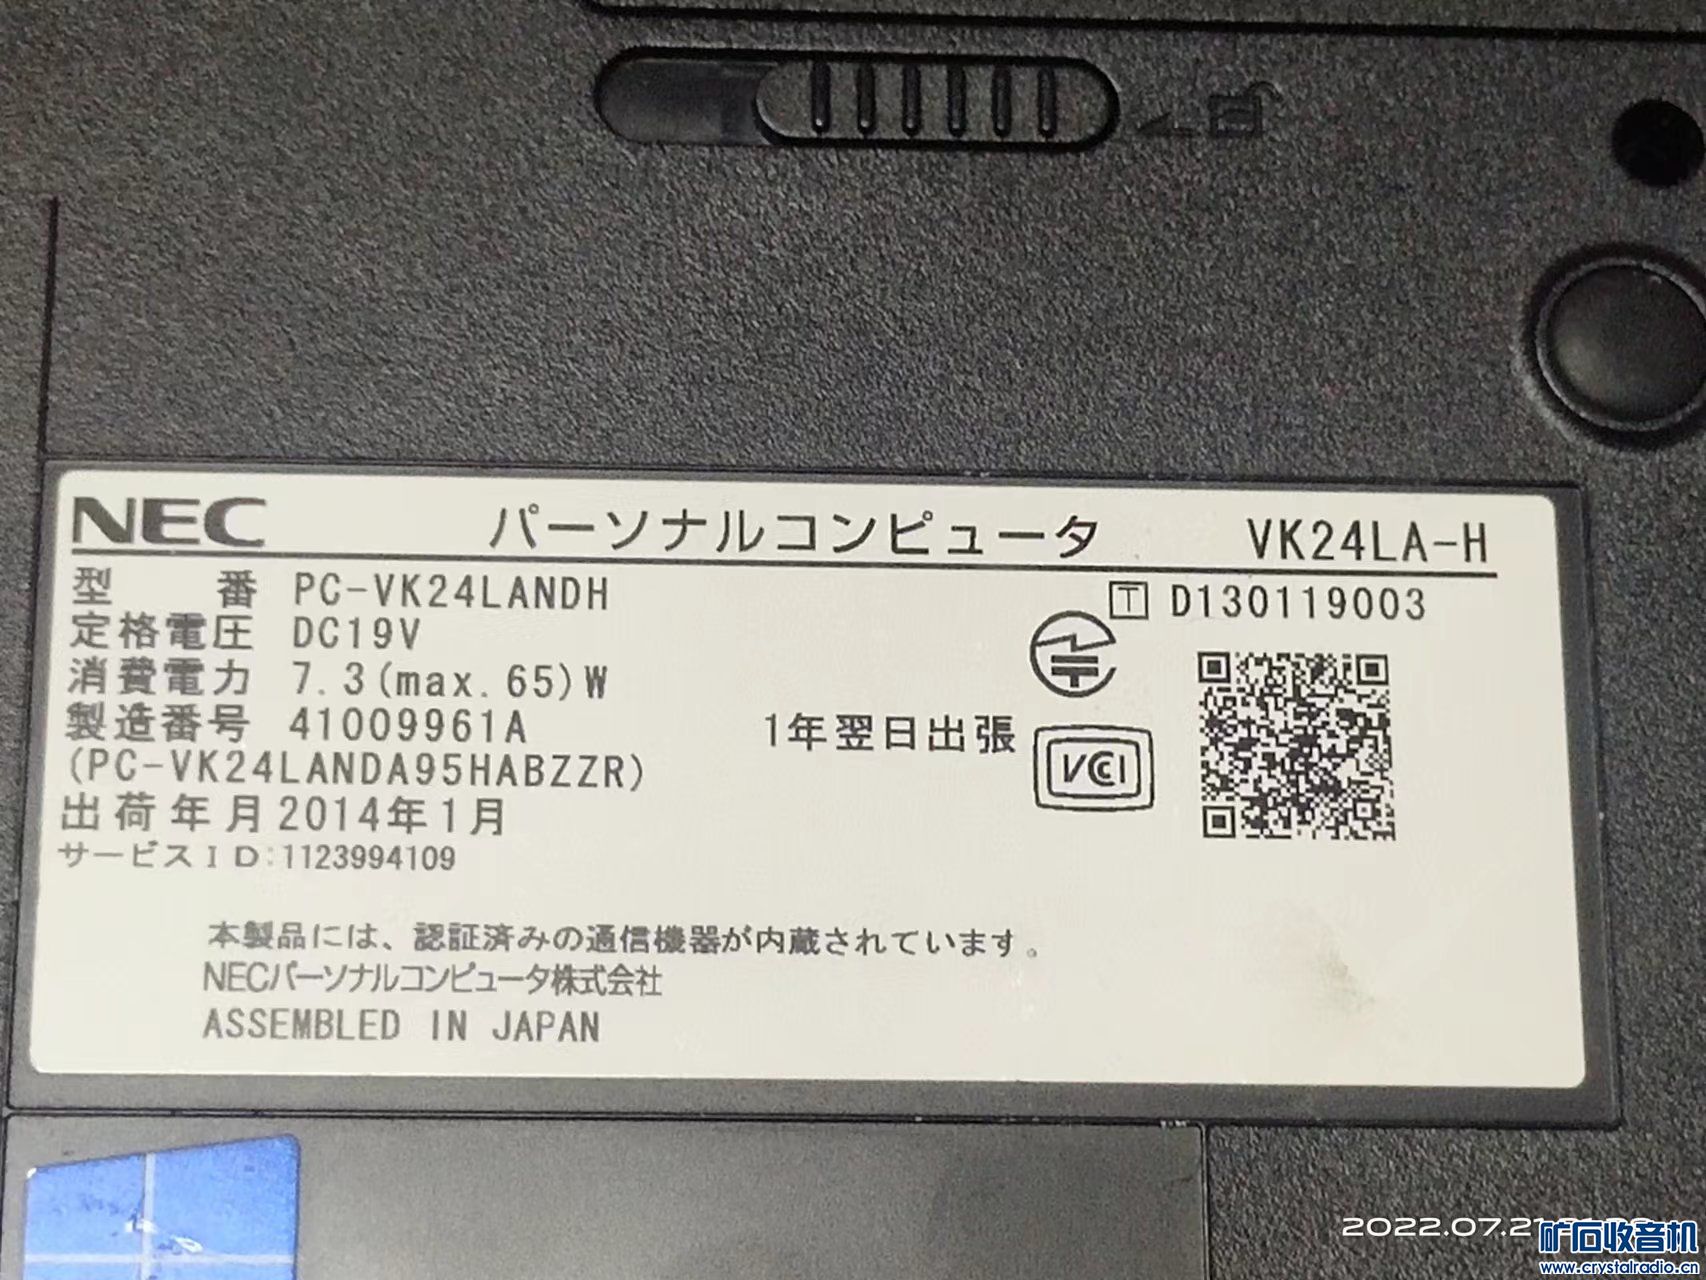 NEC パーソナルコンピュータ VK24LA-H
型 番 PC-VK24LANDH
T D130119003
定格電圧 DC19V
消費電力 7.3(max.65)W
製造番号 41009961A
1年翌日出張
(PC-VK24LANDA95HABZZR)
VCI
出荷年月2014年1月
サービスID:1123994109
本製品には、認証済みの通信機器が内蔵されています。
NECパーソナルコンピュータ株式会社
ASSEMBLED IN JAPAN
2022.07.21
矿石收音机
www.crystalradio.cn